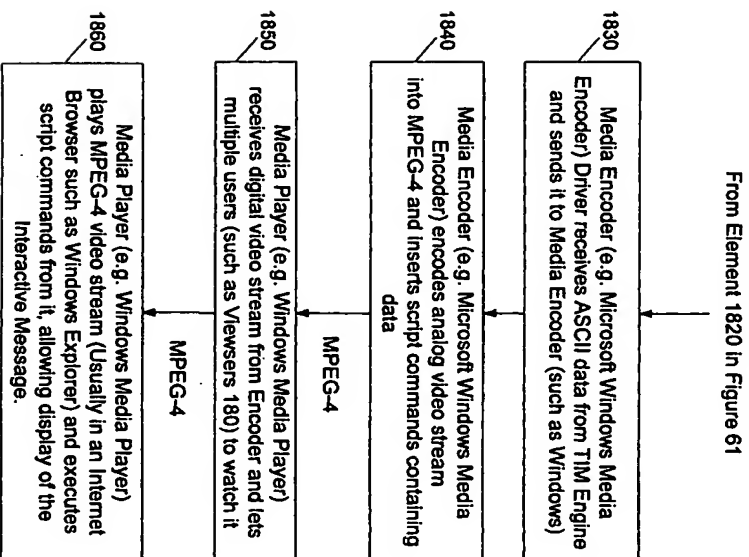 From Element 1820 in Figure 61
1830
Media Encoder (e.g. Microsoft Windows Media
Encoder) Driver receives ASCII data from TIM Engine
and sends it to Media Encoder (such as Windows)
1840
Media Encoder (e.g. Microsoft Windows Media
Encoder) encodes analog video stream
into MPEG-4 and inserts script commands containing
data
MPEG-4
1850
Media Player (e.g. Windows Media Player)
receives digital video stream from Encoder and lets
multiple users (such as Viewsers 180) to watch it
MPEG-4
1860
Media Player (e.g. Windows Media Player)
plays MPEG-4 video stream (Usually in an Internet
Browser such as Windows Explorer) and executes
script commands from it, allowing display of the
Interactive Message.